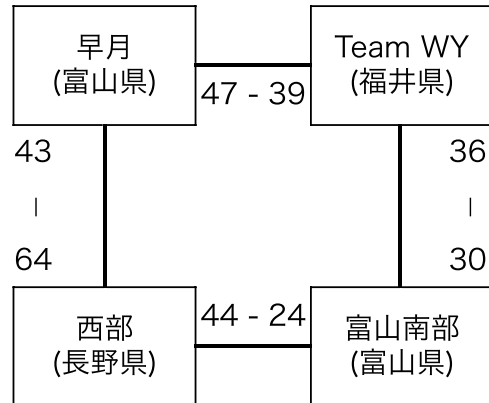 早月
(富山県)
Team WY
(福井県)
47 - 39
43
-
64
36
-
30
西部
(長野県)
44 - 24
富山南部
(富山県)